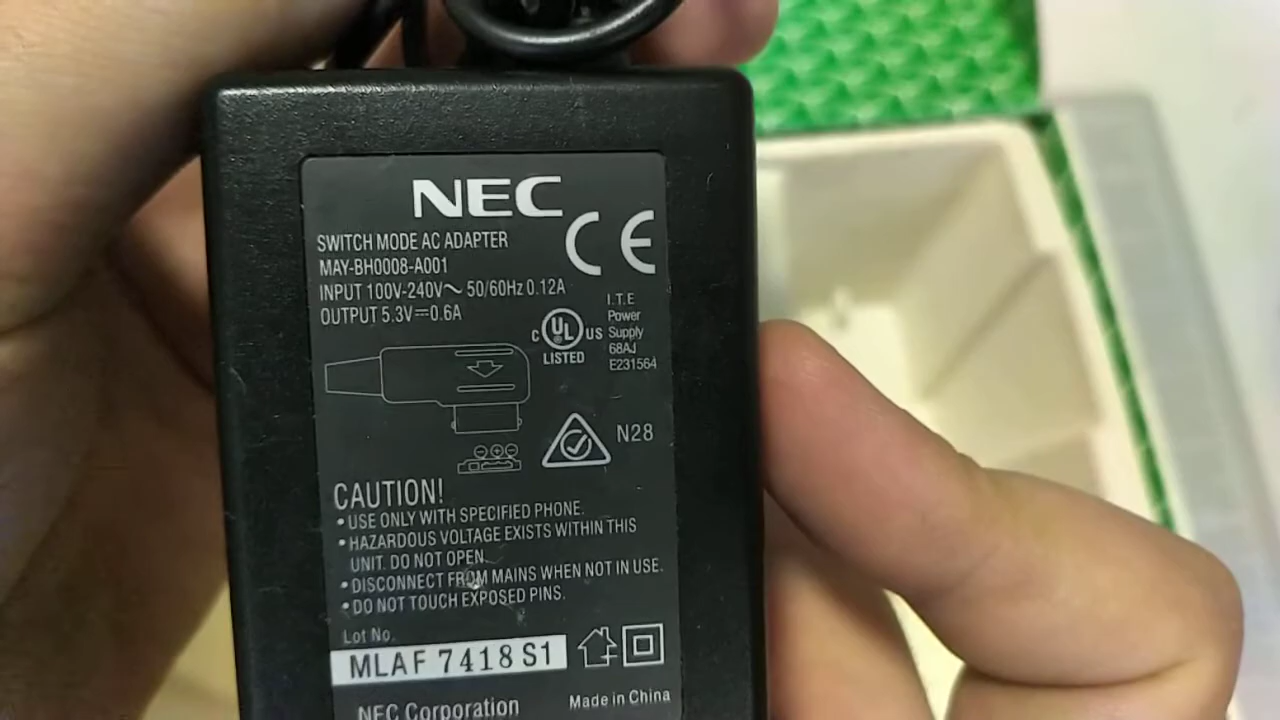 NEC
CE
SWITCH MODE AC ADAPTER
MAY-BH0008-A001
INPUT 100V-240V~ 50/60Hz 0.12A
OUTPUT 5.3V⎓0.6A
C UL US
LISTED
I.T.E
Power
Supply
68AJ
E231564
N28
CAUTION!
• USE ONLY WITH SPECIFIED PHONE.
• HAZARDOUS VOLTAGE EXISTS WITHIN THIS
UNIT. DO NOT OPEN.
• DISCONNECT FROM MAINS WHEN NOT IN USE.
• DO NOT TOUCH EXPOSED PINS.
Lot No.
MLAF 7418 S1
NEC Corporation
Made in China